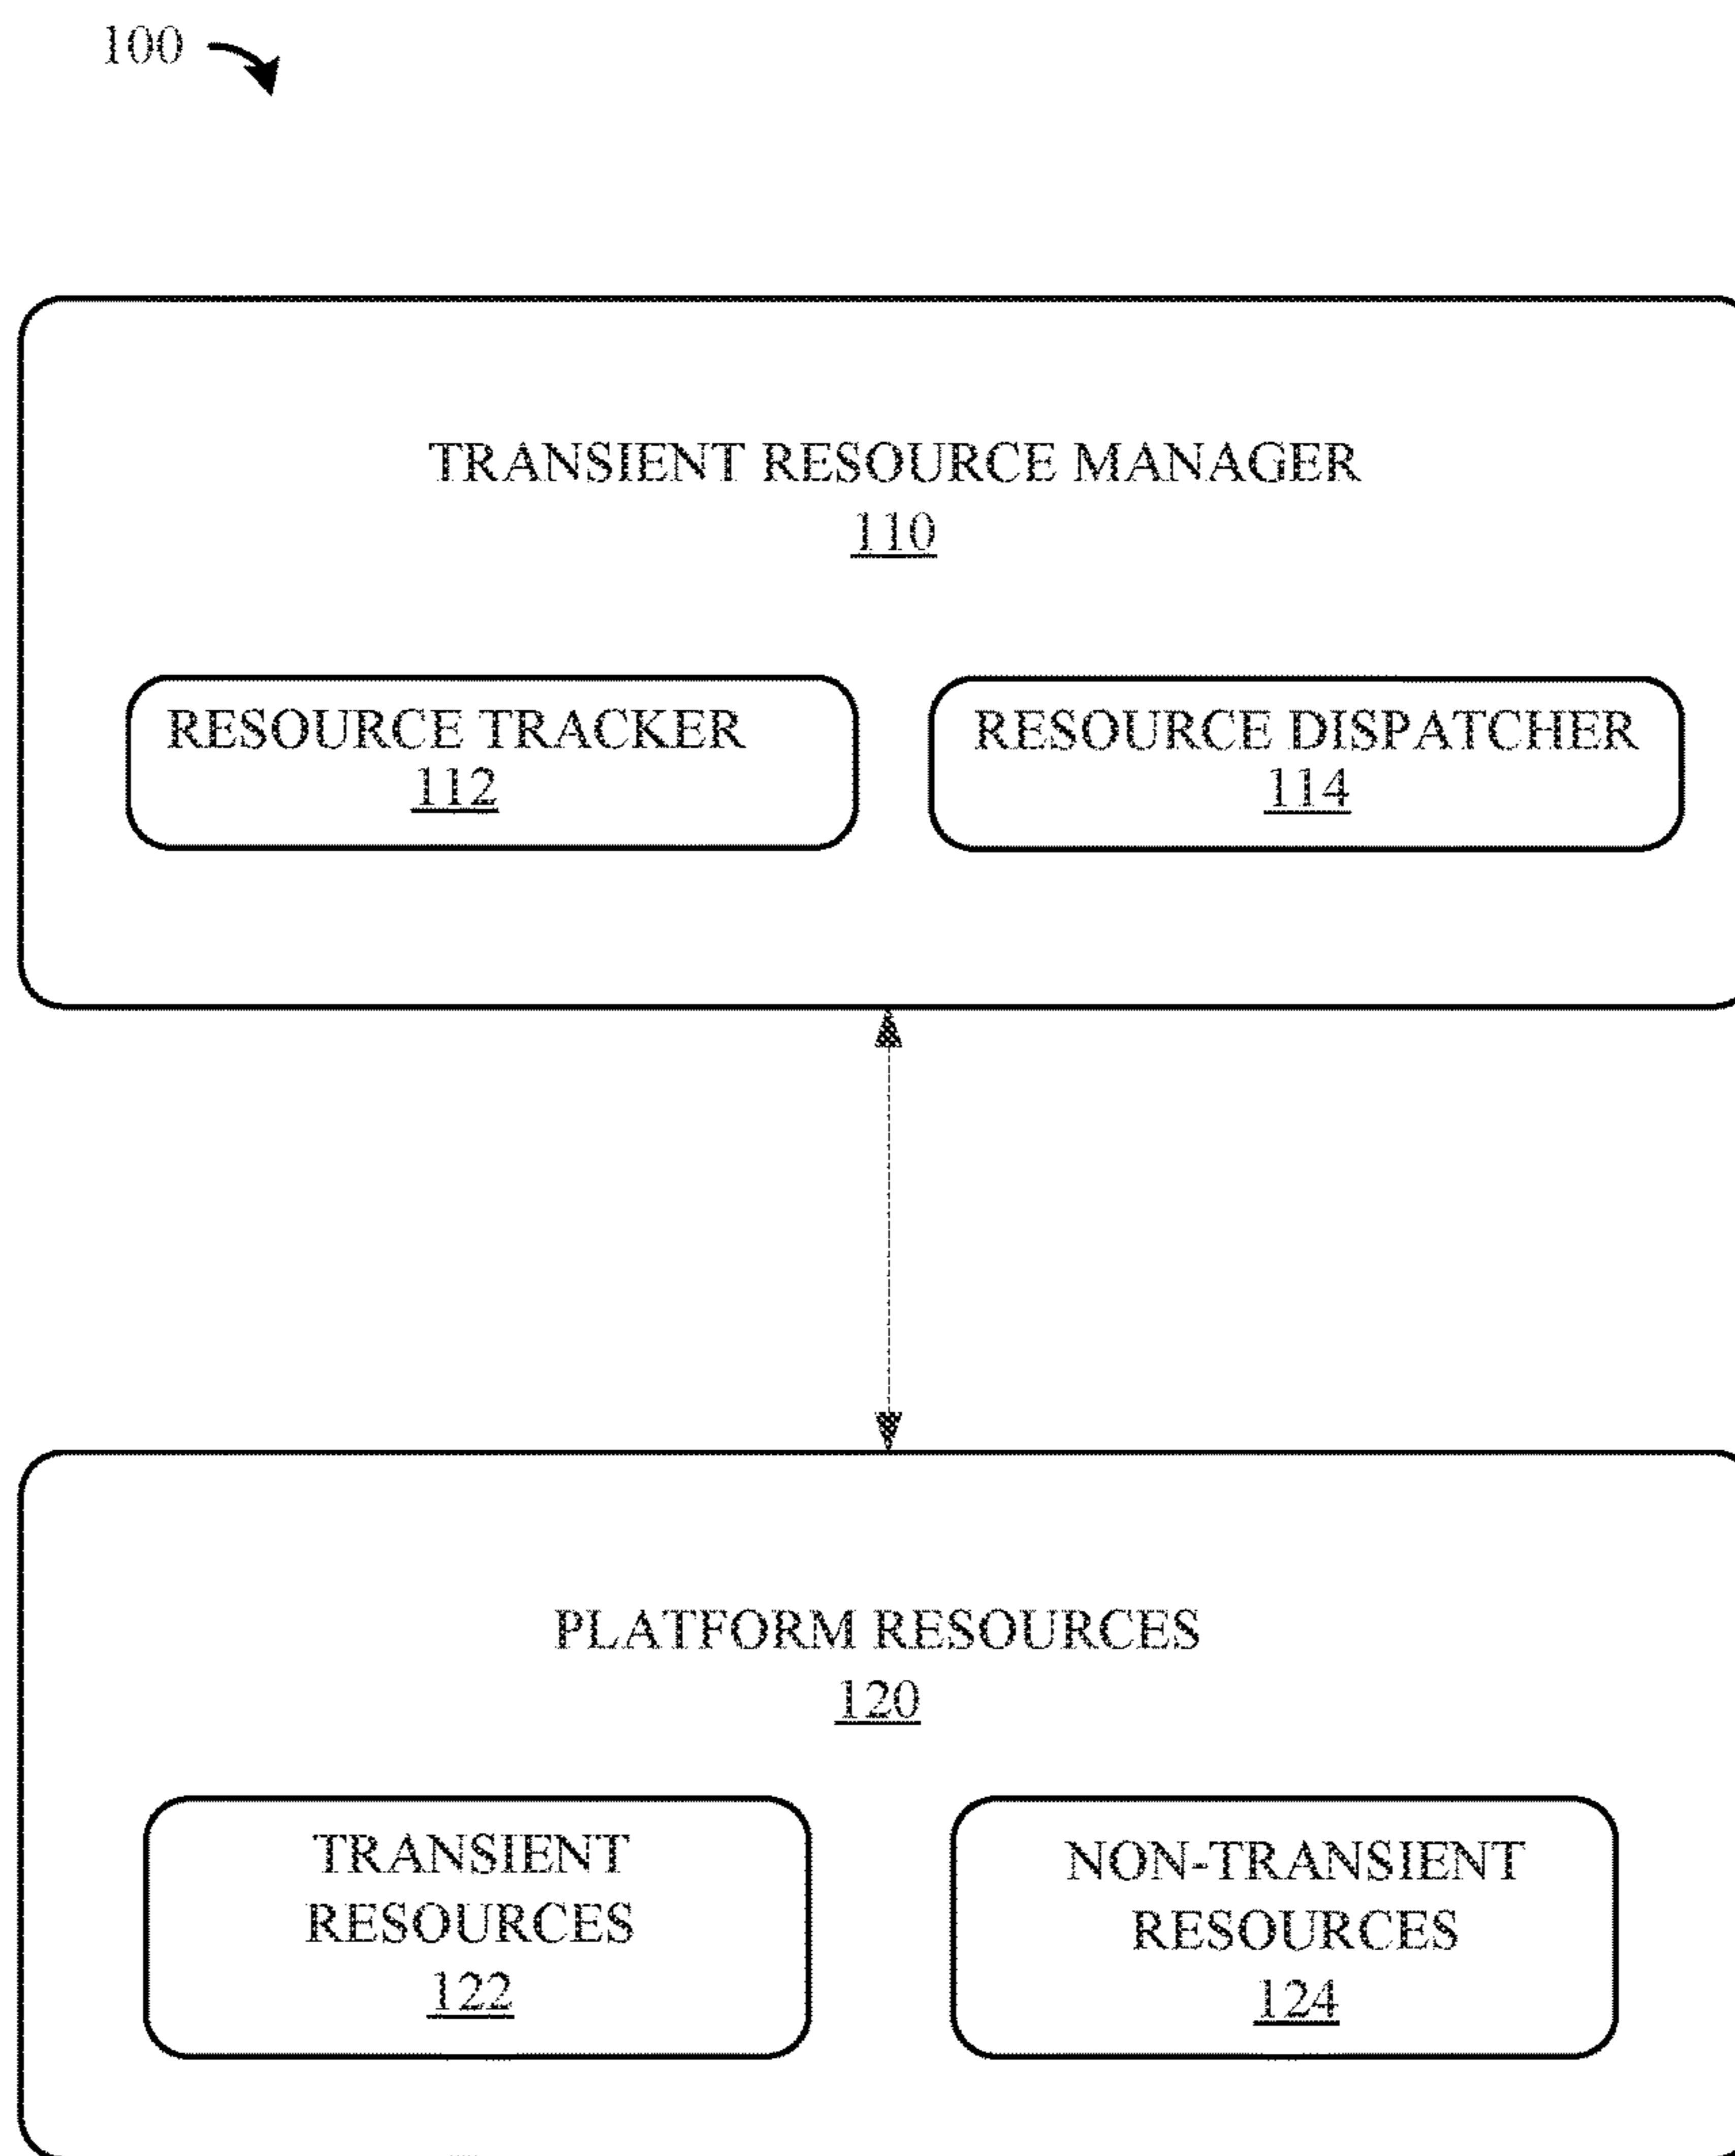 100
TRANSIENT RESOURCE MANAGER
110
RESOURCE TRACKER
112
RESOURCE DISPATCHER
114
PLATFORM RESOURCES
120
TRANSIENT
RESOURCES
122
NON-TRANSIENT
RESOURCES
124